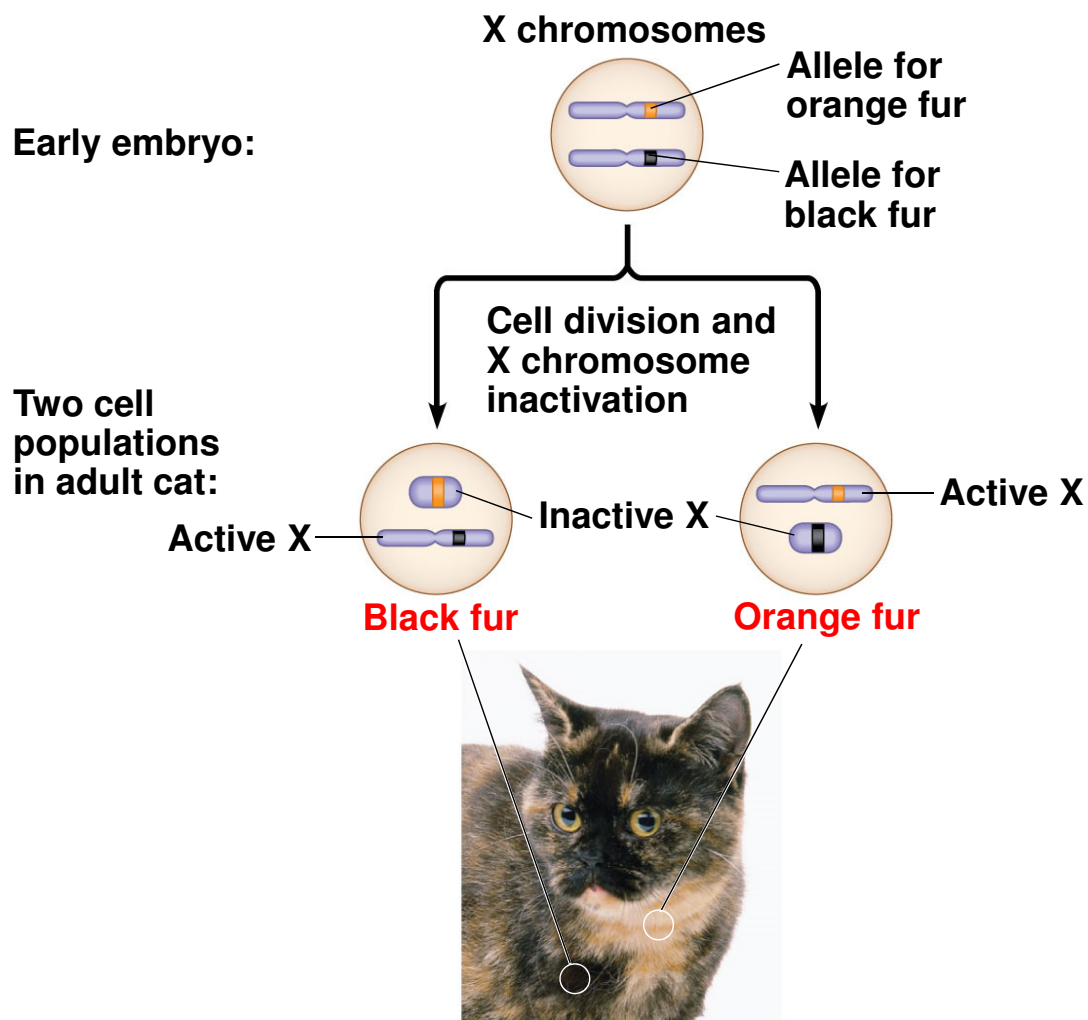 X chromosomes
Allele for
orange fur
Early embryo:
Allele for
black fur
Cell division and
X chromosome
inactivation
Two cell
populations
in adult cat:
Active X
Inactive X
Active X
Black fur
Orange fur